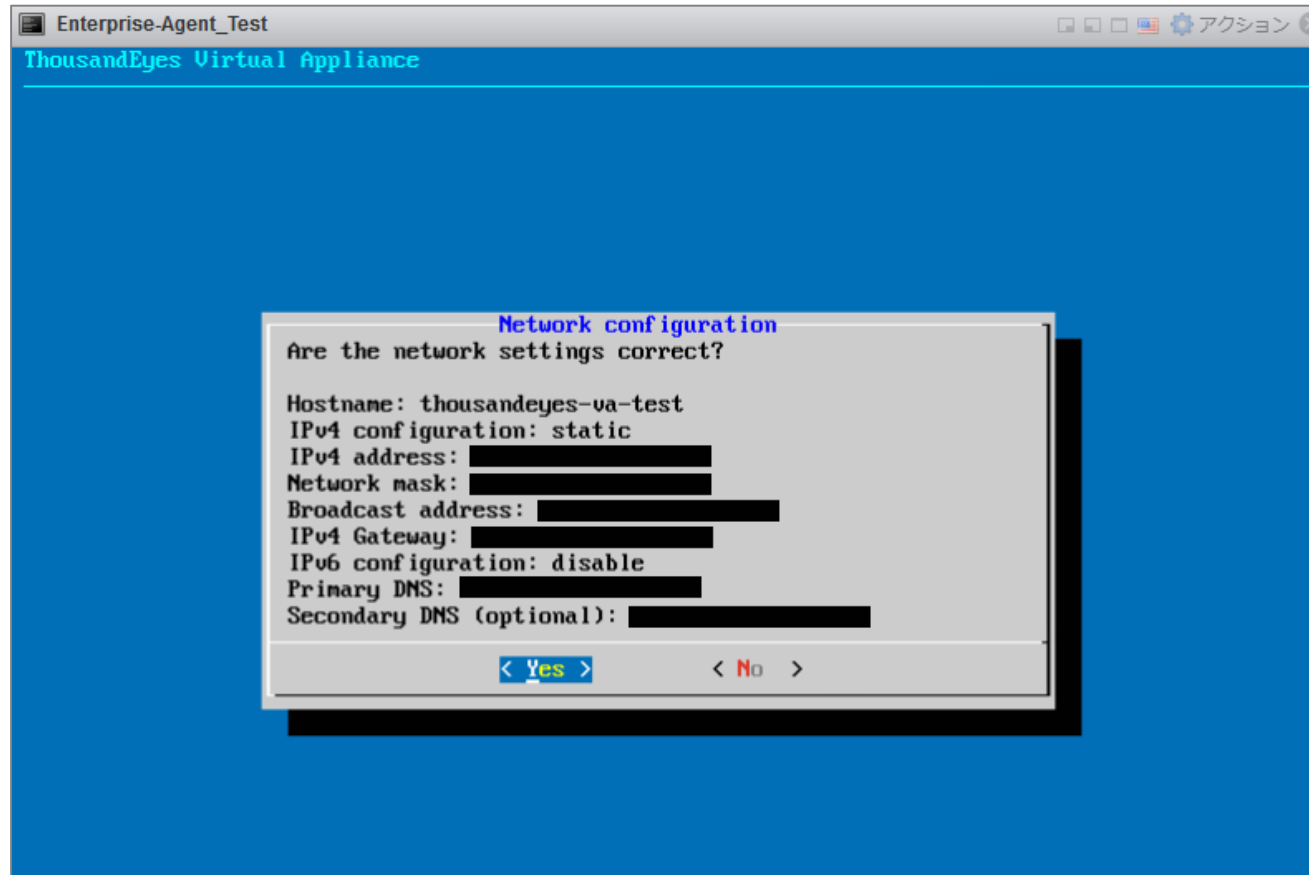 Enterprise-Agent_Test
アクション
ThousandEyes Virtual Appliance
Network configuration
Are the network settings correct?
Hostname: thousandeyes-va-test
IPv4 configuration: static
IPv4 address:
Network mask:
Broadcast address:
IPv4 Gateway:
IPv6 configuration: disable
Primary DNS:
Secondary DNS (optional):
< Yes > < No >